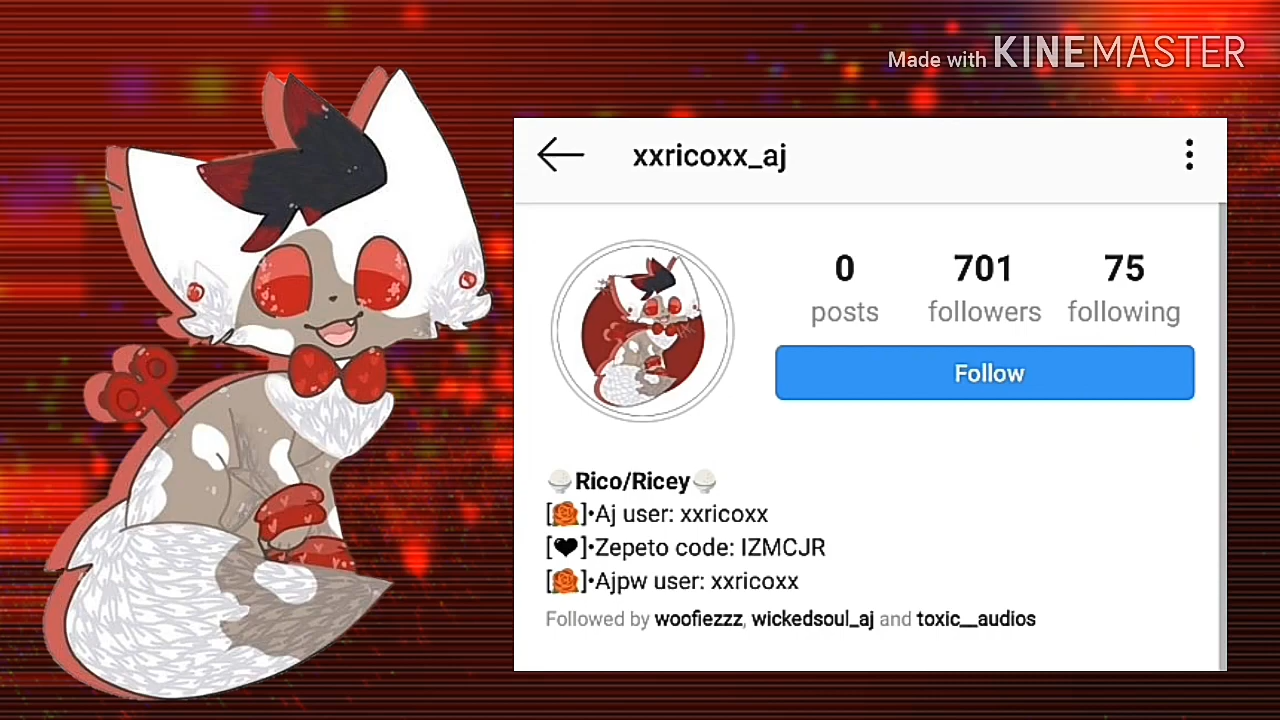 Made with KINEMASTER
xxricoxx_aj
0 701 75
posts followers following
Follow
🍚Rico/Ricey🍚
[🏵️]•Aj user: xxricoxx
[🖤]•Zepeto code: IZMCJR
[🏵️]•Ajpw user: xxricoxx
Followed by woofiezzz, wickedsoul_aj and toxic__audios